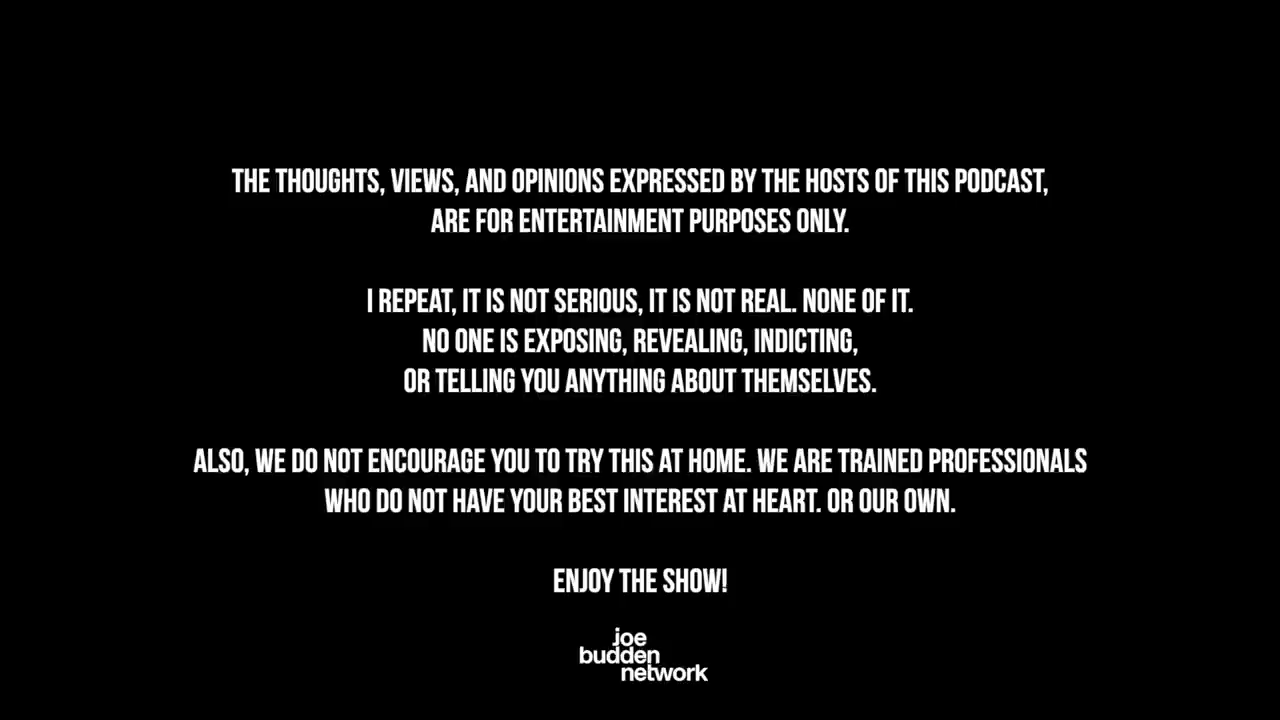 THE THOUGHTS, VIEWS, AND OPINIONS EXPRESSED BY THE HOSTS OF THIS PODCAST,
ARE FOR ENTERTAINMENT PURPOSES ONLY.
I REPEAT, IT IS NOT SERIOUS, IT IS NOT REAL. NONE OF IT.
NO ONE IS EXPOSING, REVEALING, INDICTING,
OR TELLING YOU ANYTHING ABOUT THEMSELVES.
ALSO, WE DO NOT ENCOURAGE YOU TO TRY THIS AT HOME. WE ARE TRAINED PROFESSIONALS
WHO DO NOT HAVE YOUR BEST INTEREST AT HEART. OR OUR OWN.
ENJOY THE SHOW!
joe
budden
network